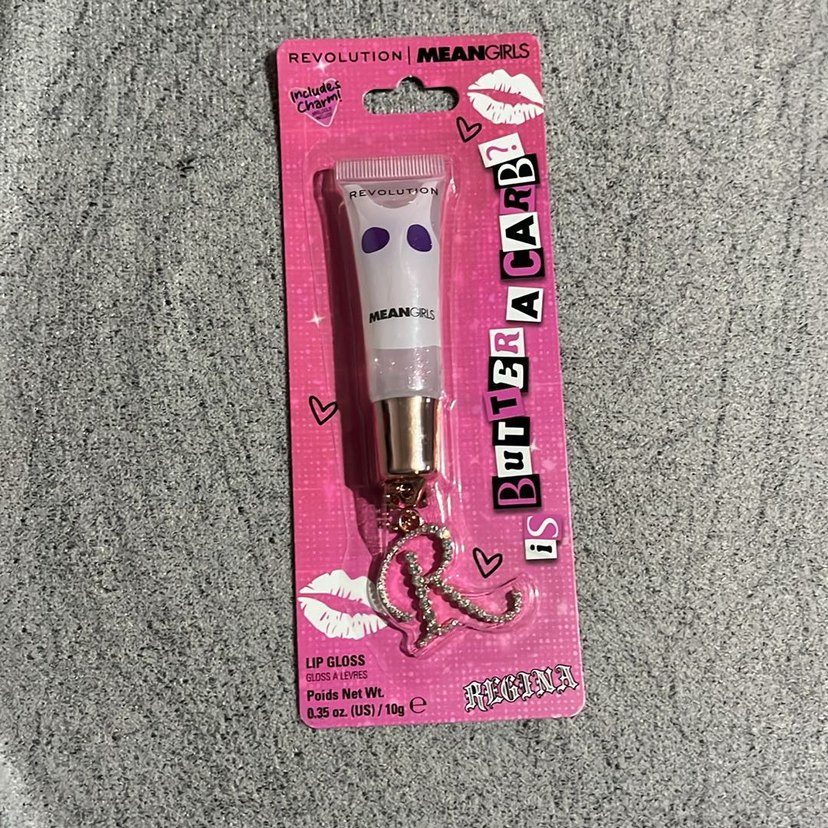 REVOLUTION | MEANGIRLS
Includes
Charm!
REVOLUTION
MEANGIRLS
iS BuTTER A CARB?
LIP GLOSS
GLOSS A LEVRES
Poids Net Wt.
0.35 oz. (US) / 10g ℮
REGINA